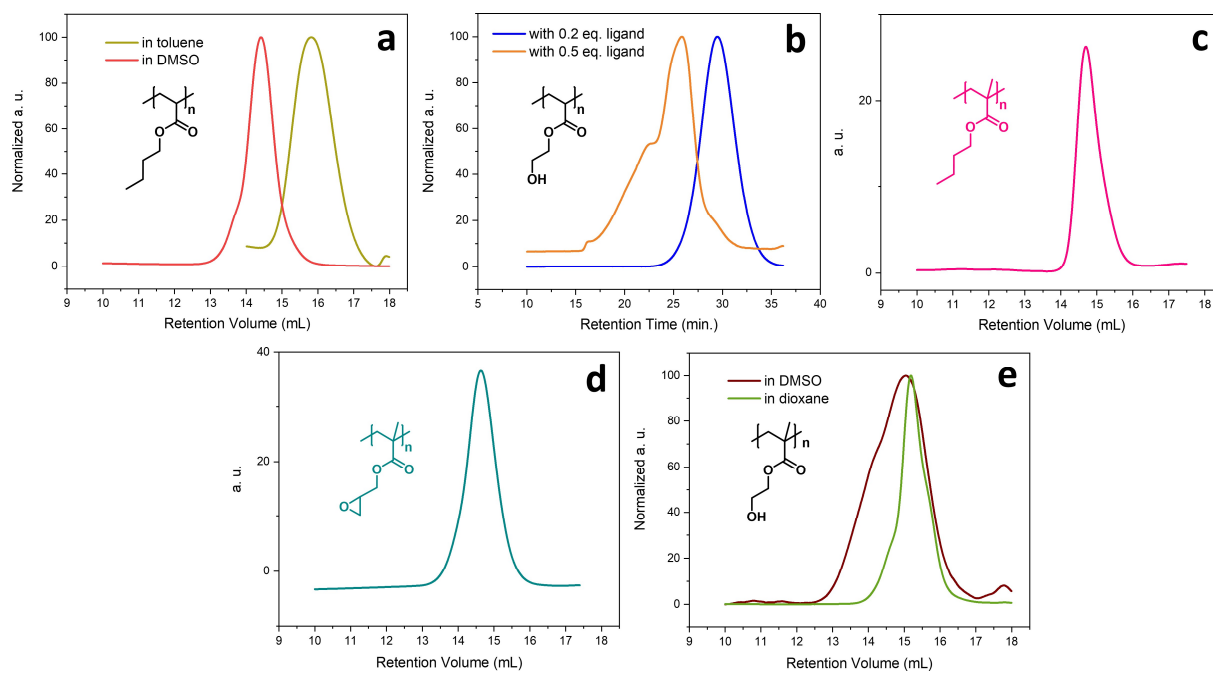 a
in toluene
in DMSO
Normalized a. u.
100
80
60
40
20
0
n
O
O
9 10 11 12 13 14 15 16 17 18 19
Retention Volume (mL)
b
with 0.2 eq. ligand
with 0.5 eq. ligand
Normalized a. u.
100
80
60
40
20
0
n
O
O
OH
5 10 15 20 25 30 35 40
Retention Time (min.)
c
a. u.
20
0
n
O
O
9 10 11 12 13 14 15 16 17 18
Retention Volume (mL)
d
40
a. u.
20
0
n
O
O
O
9 10 11 12 13 14 15 16 17 18
Retention Volume (mL)
e
in DMSO
in dioxane
Normalized a. u.
100
80
60
40
20
0
n
O
O
OH
9 10 11 12 13 14 15 16 17 18 19
Retention Volume (mL)